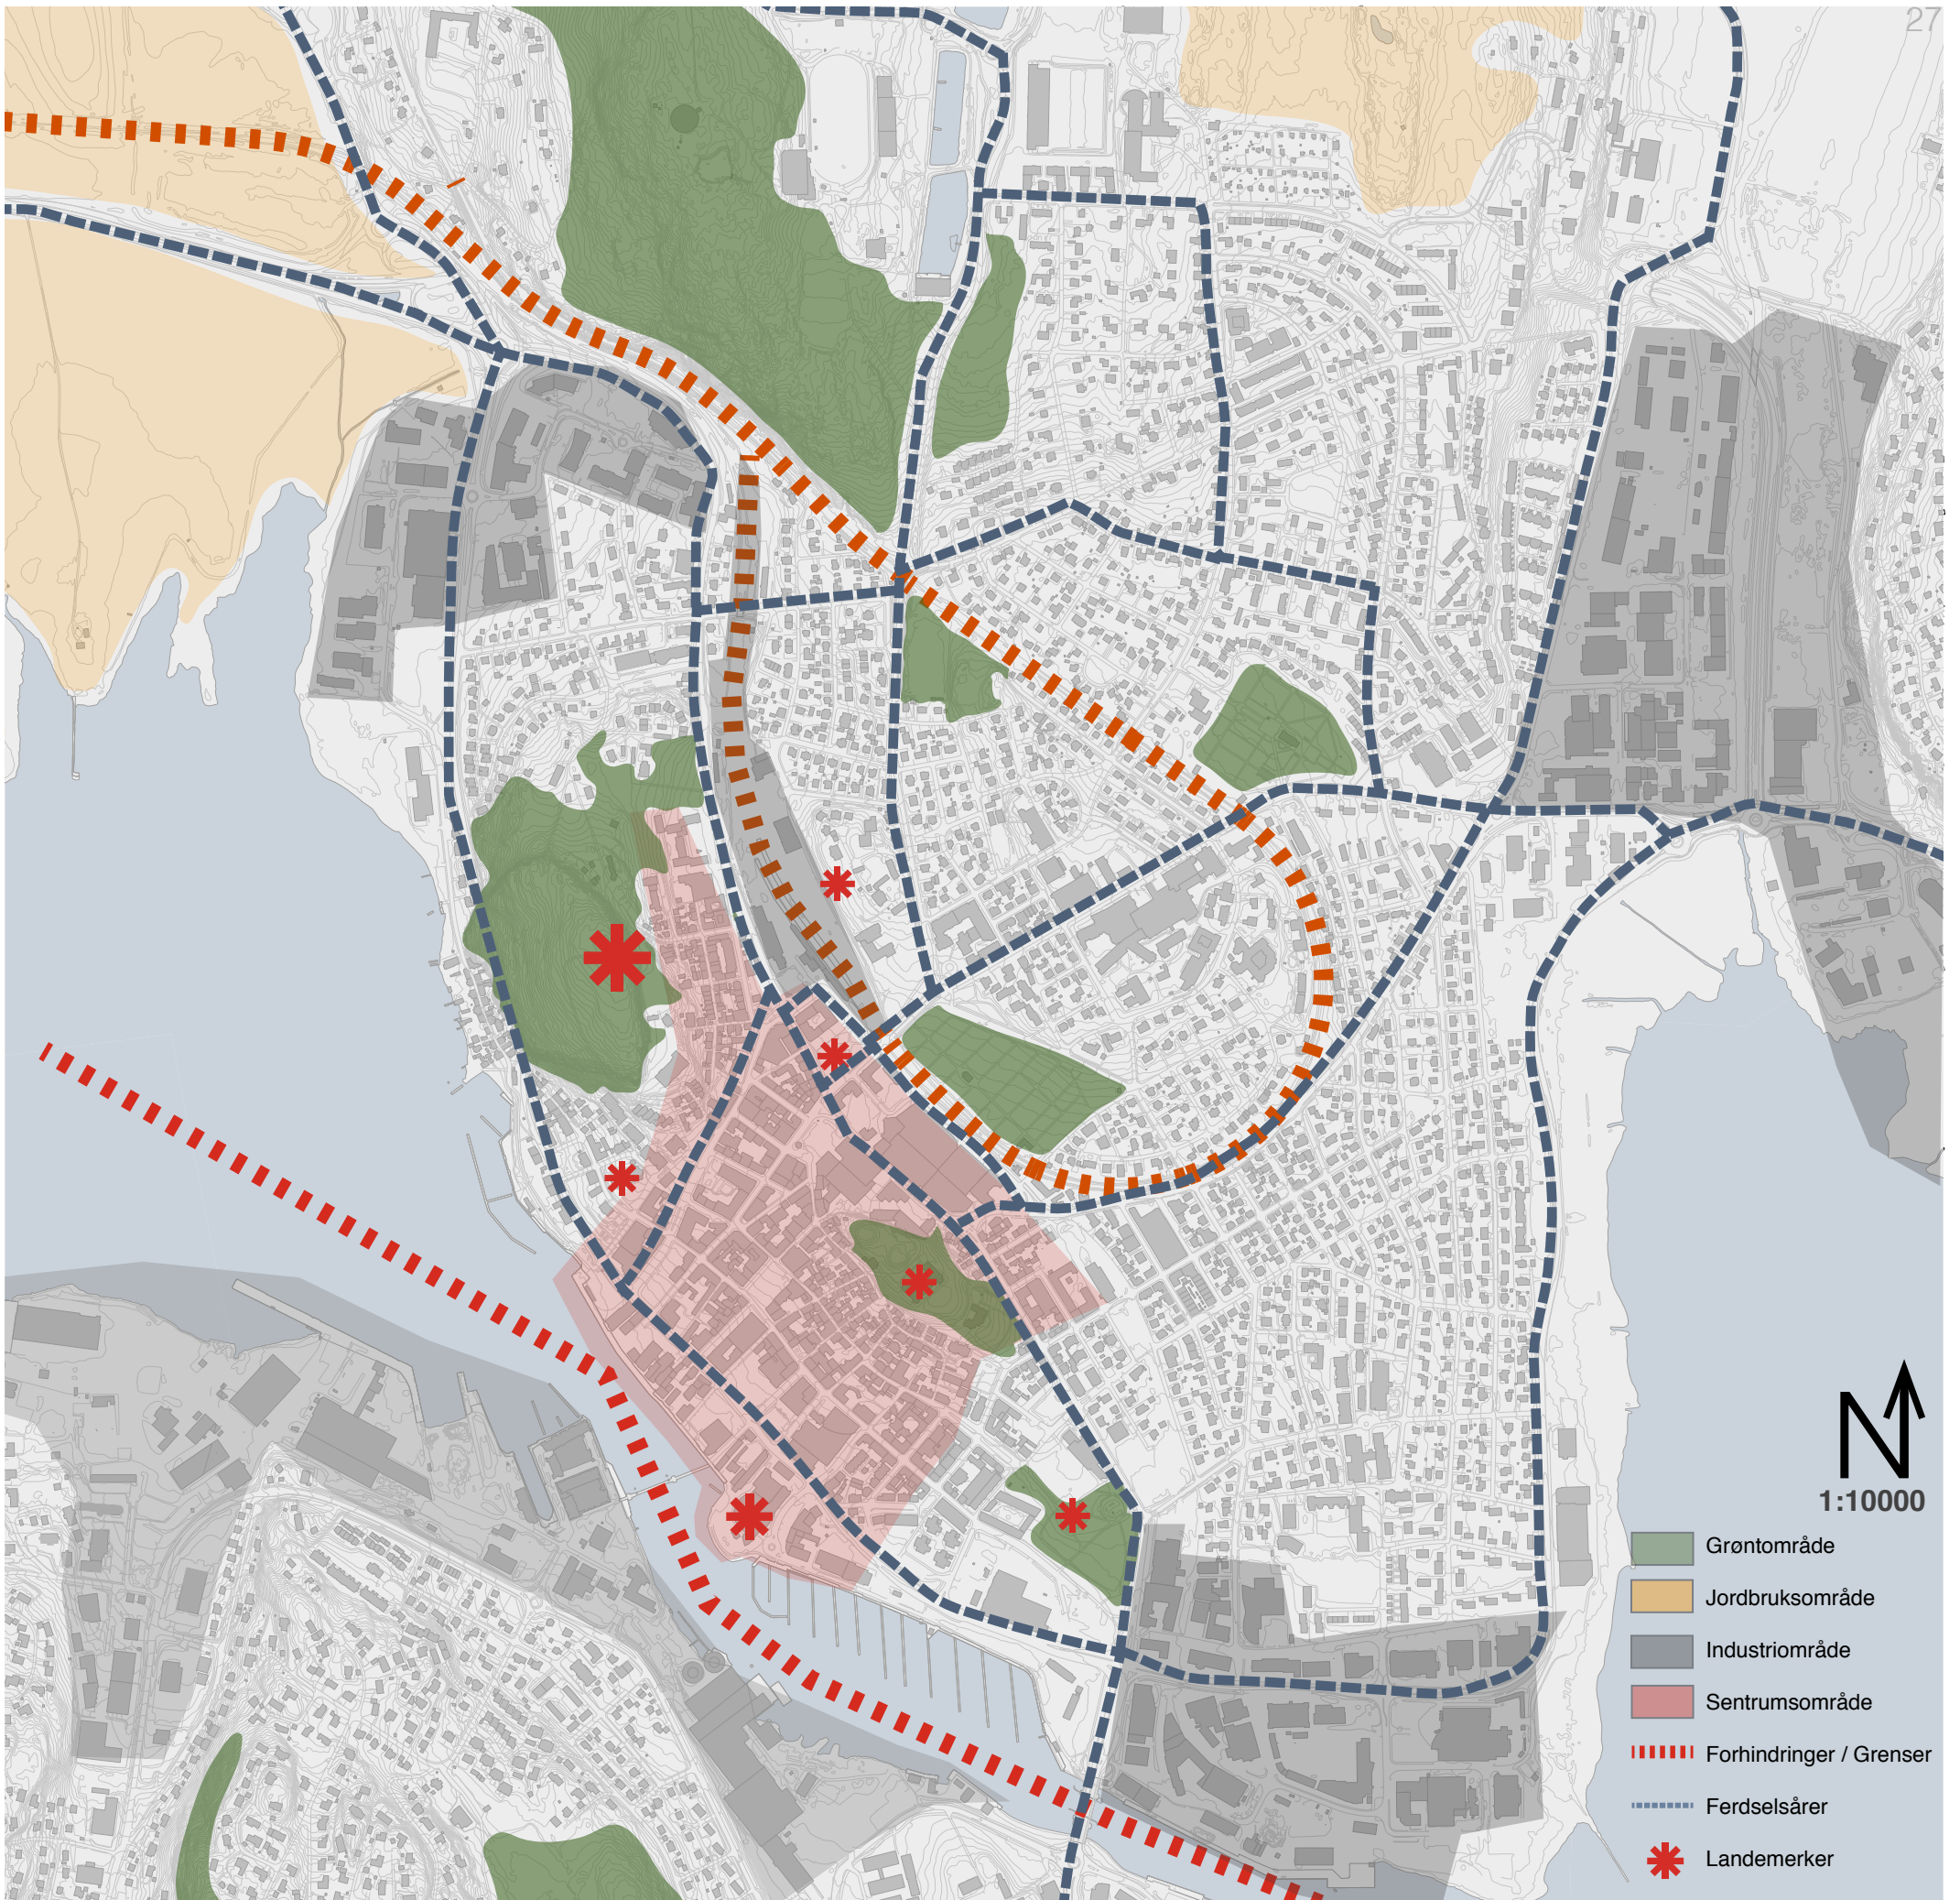 27
N
1:10000
Grøntområde
Jordbruksområde
Industriområde
Sentrumsområde
Forhindringer / Grenser
Ferdselsårer
Landemerker